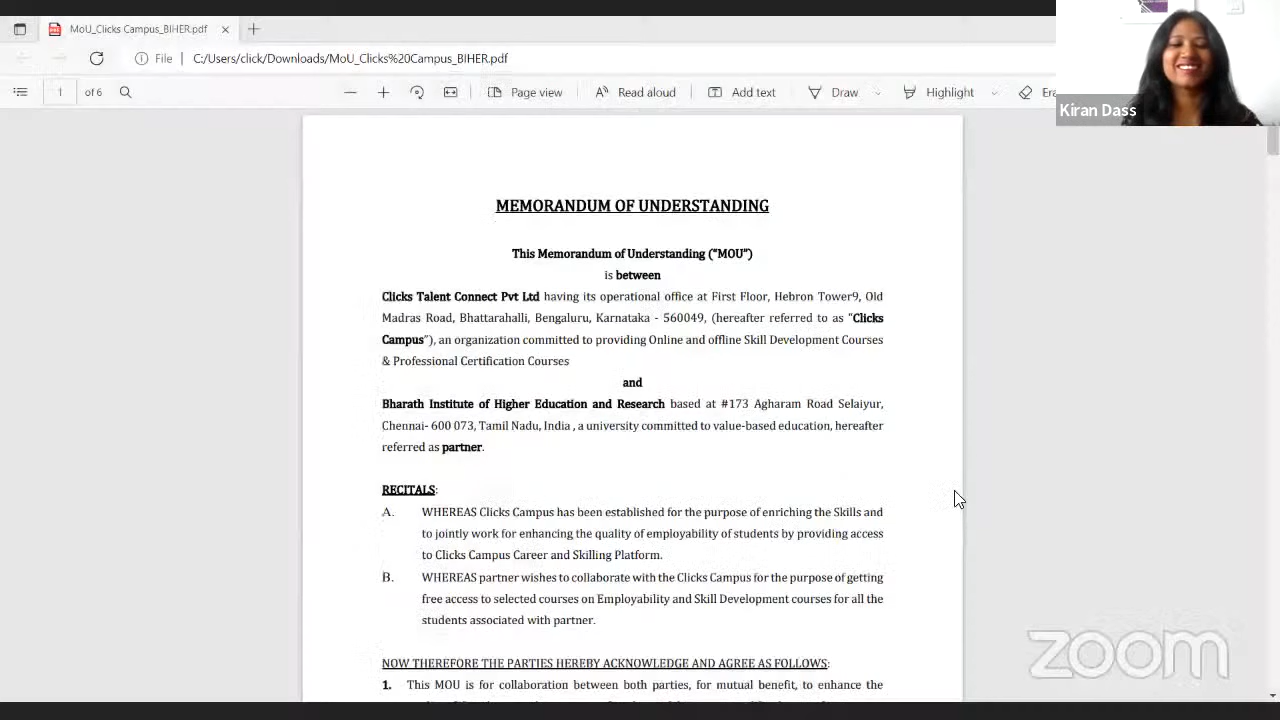 MoU_Clicks Campus_BIHER.pdf
File | C:/Users/click/Downloads/MoU_Clicks%20Campus_BIHER.pdf
1 of 6 Page view Read aloud Add text Draw Highlight Era
Kiran Dass
MEMORANDUM OF UNDERSTANDING
This Memorandum of Understanding (“MOU”)
is between
Clicks Talent Connect Pvt Ltd having its operational office at First Floor, Hebron Tower9, Old
Madras Road, Bhattarahalli, Bengaluru, Karnataka - 560049, (hereafter referred to as “Clicks
Campus”), an organization committed to providing Online and offline Skill Development Courses
& Professional Certification Courses
and
Bharath Institute of Higher Education and Research based at #173 Agharam Road Selaiyur,
Chennai- 600 073, Tamil Nadu, India , a university committed to value-based education, hereafter
referred as partner.
RECITALS:
A. WHEREAS Clicks Campus has been established for the purpose of enriching the Skills and
to jointly work for enhancing the quality of employability of students by providing access
to Clicks Campus Career and Skilling Platform.
B. WHEREAS partner wishes to collaborate with the Clicks Campus for the purpose of getting
free access to selected courses on Employability and Skill Development courses for all the
students associated with partner.
NOW THEREFORE THE PARTIES HEREBY ACKNOWLEDGE AND AGREE AS FOLLOWS:
1. This MOU is for collaboration between both parties, for mutual benefit, to enhance the
zoom